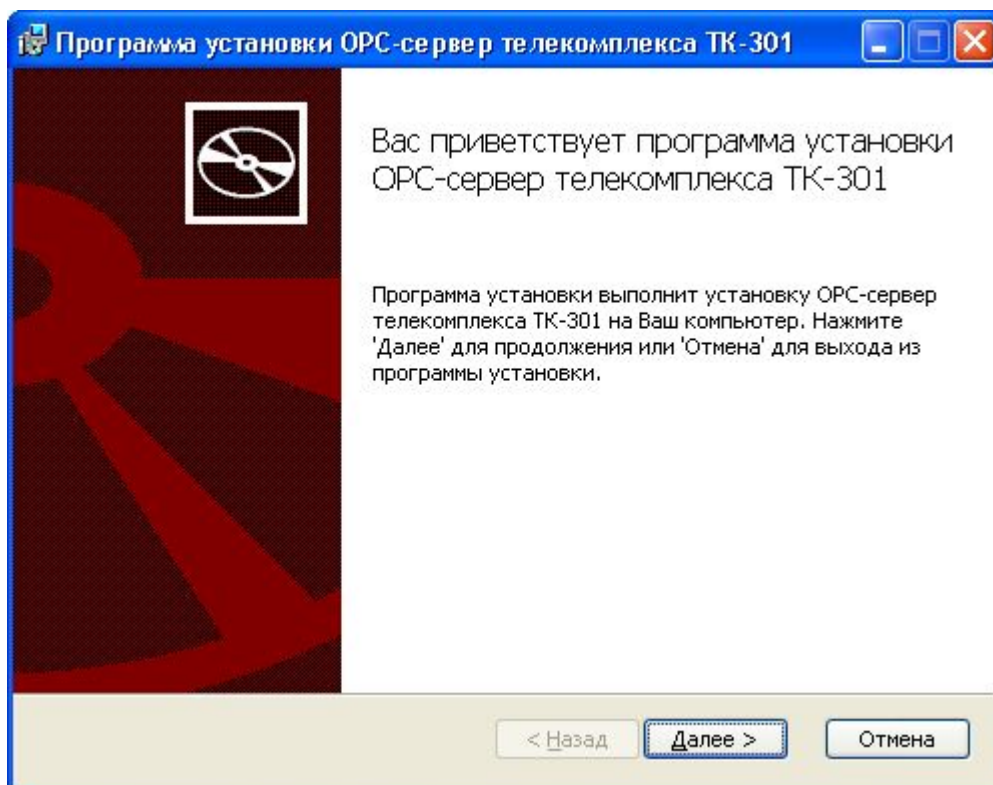 Программа установки OPC-сервер телекомплекса ТК-301
Вас приветствует программа установки
OPC-сервер телекомплекса ТК-301
Программа установки выполнит установку OPC-сервер
телекомплекса ТК-301 на Ваш компьютер. Нажмите
'Далее' для продолжения или 'Отмена' для выхода из
программы установки.
< Назад
Далее >
Отмена